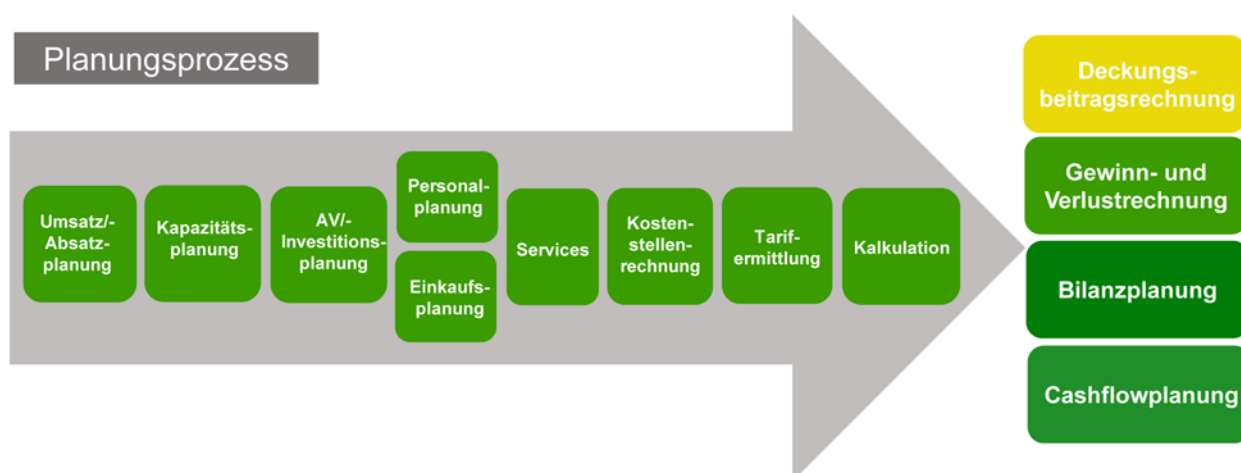 Planungsprozess
Umsatz/-
Absatz-
planung
Kapazitäts-
planung
AV/-
Investitions-
planung
Personal-
planung
Einkaufs-
planung
Services
Kosten-
stellen-
rechnung
Tarif-
ermittlung
Kalkulation
Deckungs-
beitragsrechnung
Gewinn- und
Verlustrechnung
Bilanzplanung
Cashflowplanung